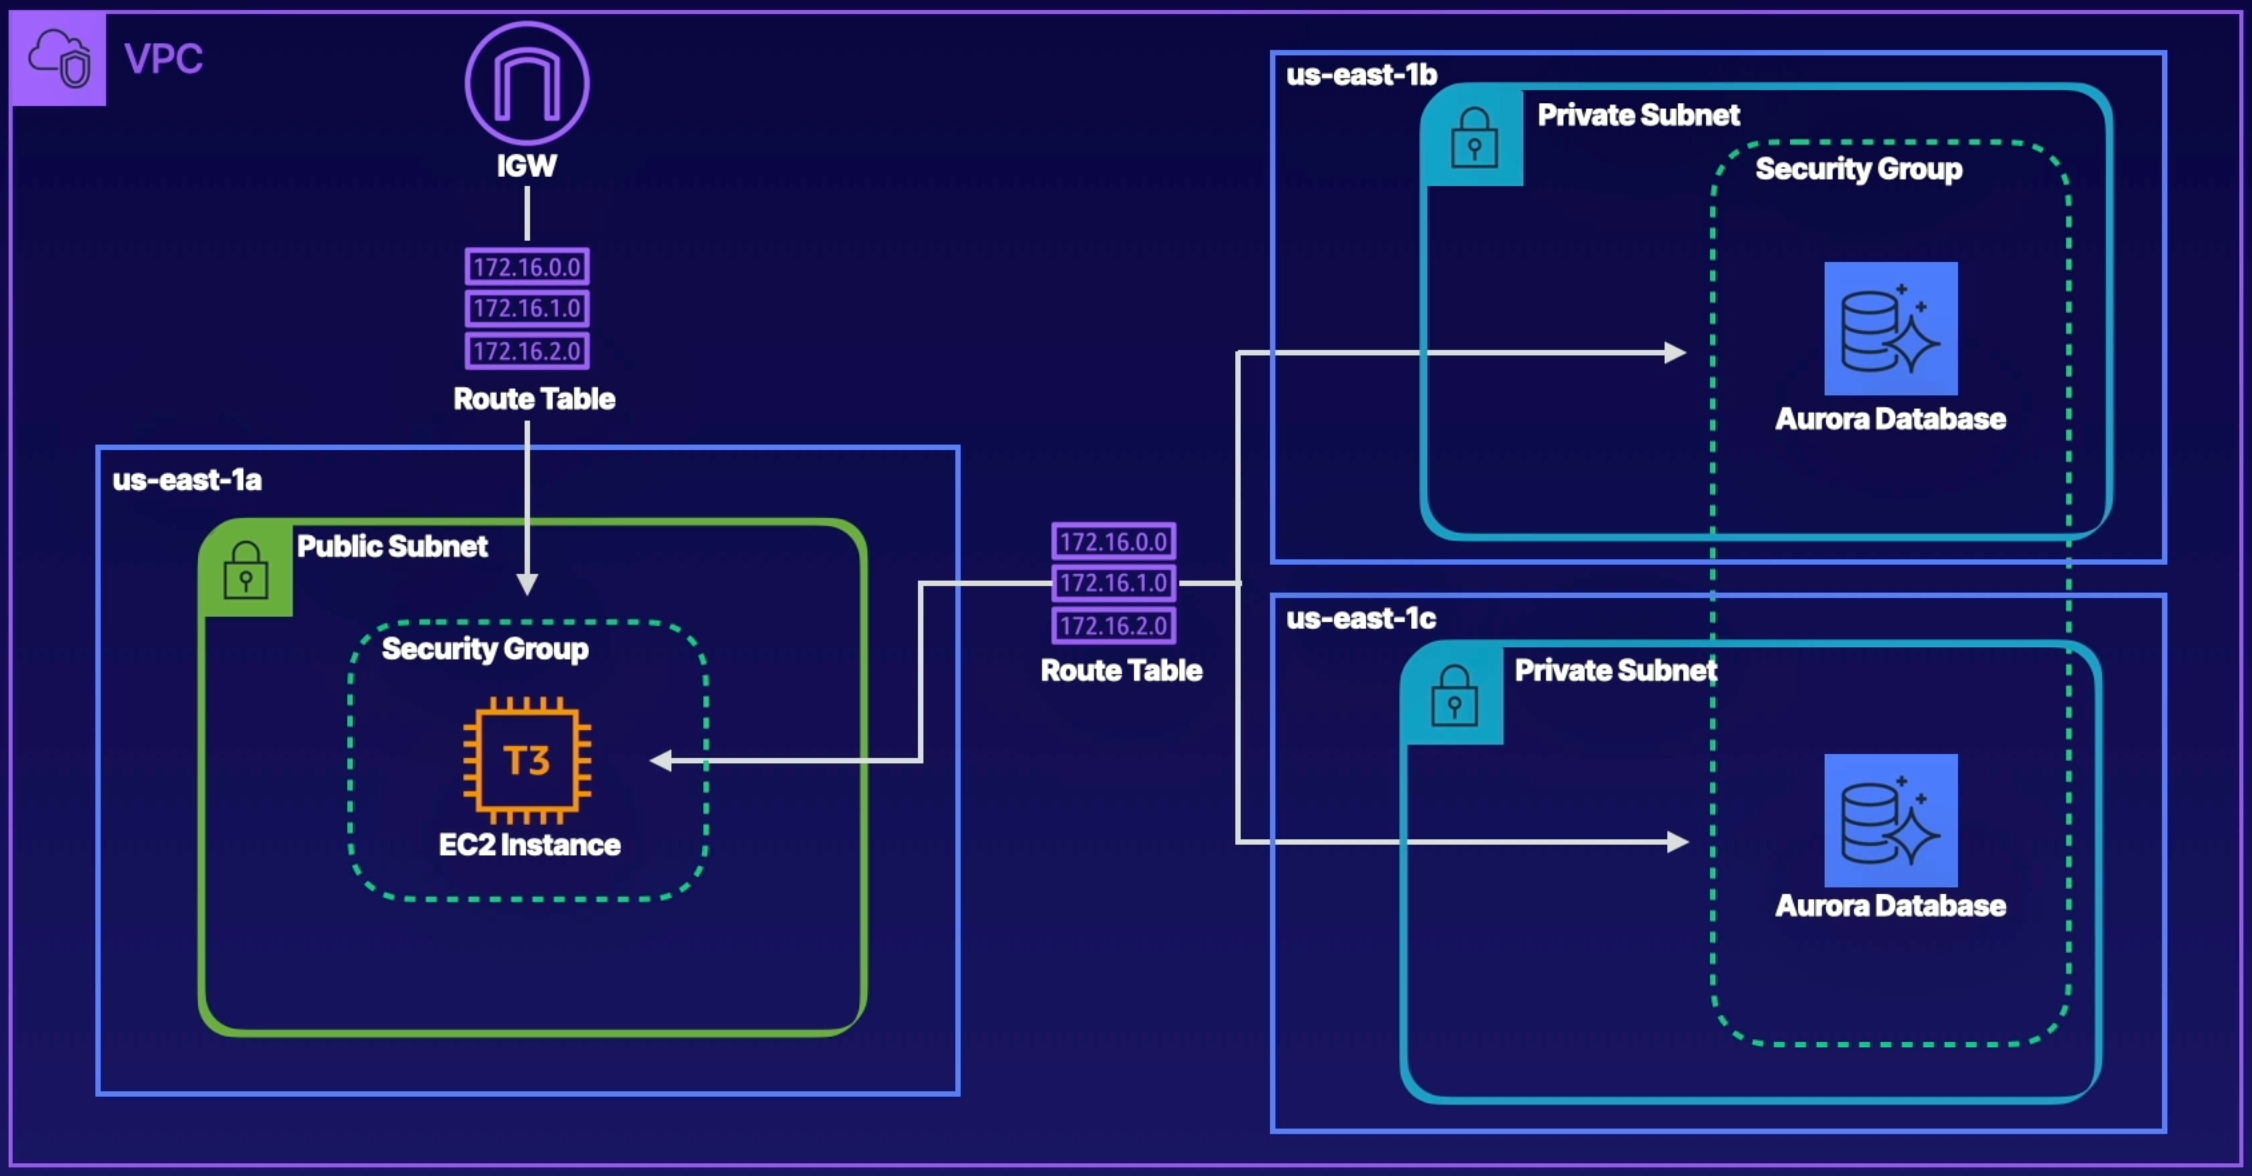 VPC
IGW
172.16.0.0
172.16.1.0
172.16.2.0
Route Table
us-east-1a
Public Subnet
Security Group
T3
EC2 Instance
172.16.0.0
172.16.1.0
172.16.2.0
Route Table
us-east-1b
Private Subnet
Security Group
Aurora Database
us-east-1c
Private Subnet
Aurora Database